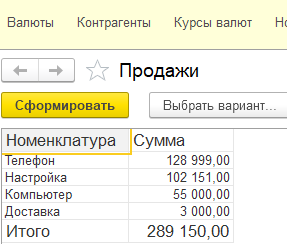 Валюты Контрагенты Курсы валют
Продажи
Сформировать Выбрать вариант...
Номенклатура Сумма
Телефон 128 999,00
Настройка 102 151,00
Компьютер 55 000,00
Доставка 3 000,00
Итого 289 150,00